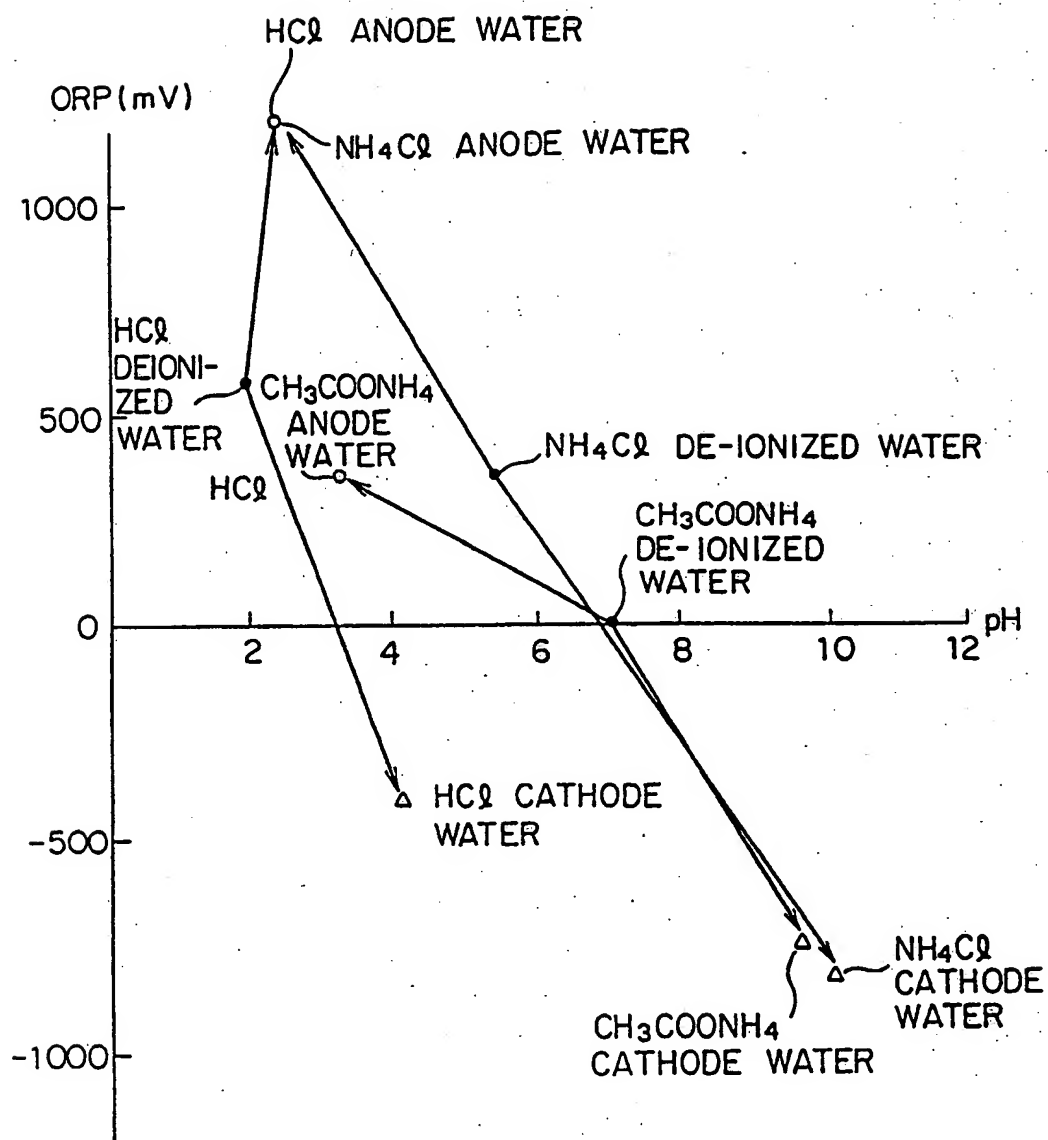 HCl ANODE WATER
ORP(mV)
NH₄Cl ANODE WATER
1000
HCl
DEIONI-
ZED
WATER
CH₃COONH₄
ANODE
WATER
500
NH₄Cl DE-IONIZED WATER
HCl
CH₃COONH₄
DE-IONIZED
WATER
0
pH
2
4
6
8
10
12
HCl CATHODE
WATER
-500
NH₄Cl
CATHODE
WATER
CH₃COONH₄
CATHODE WATER
-1000